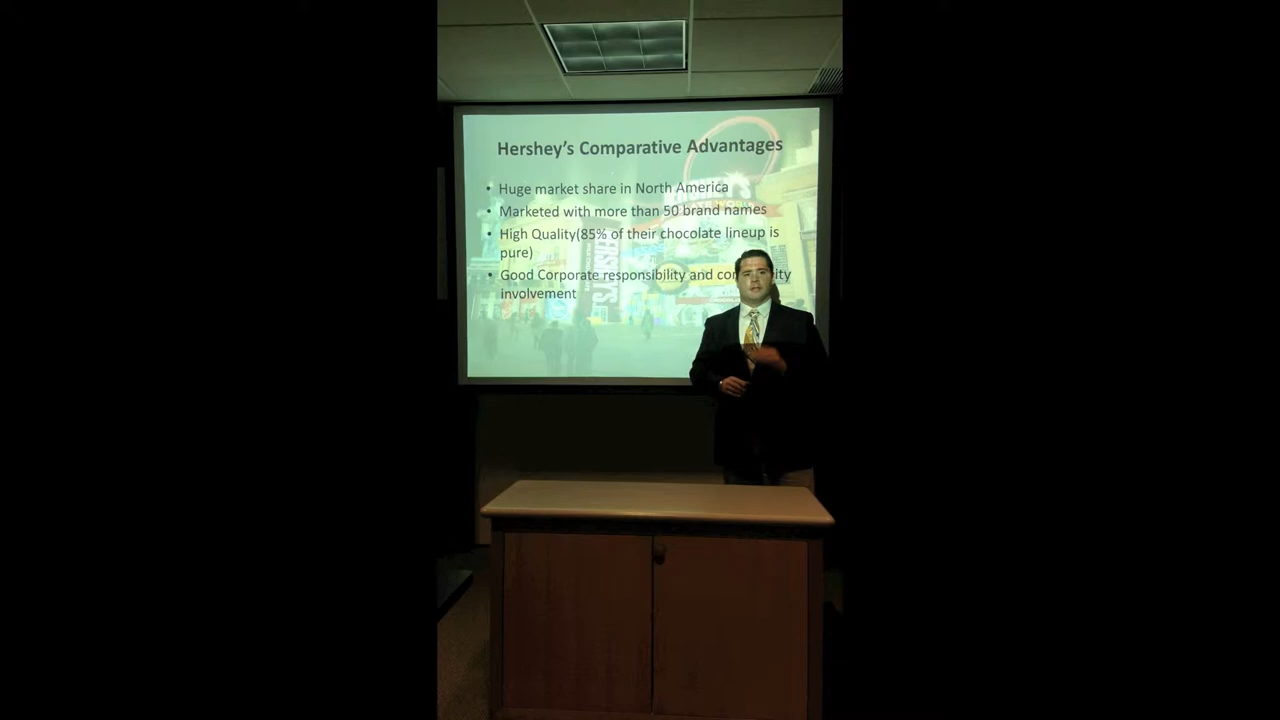 Hershey's Comparative Advantages
• Huge market share in North America
• Marketed with more than 50 brand names
• High Quality(85% of their chocolate lineup is
pure)
• Good Corporate responsibility and
involvement
HERSHEY'S